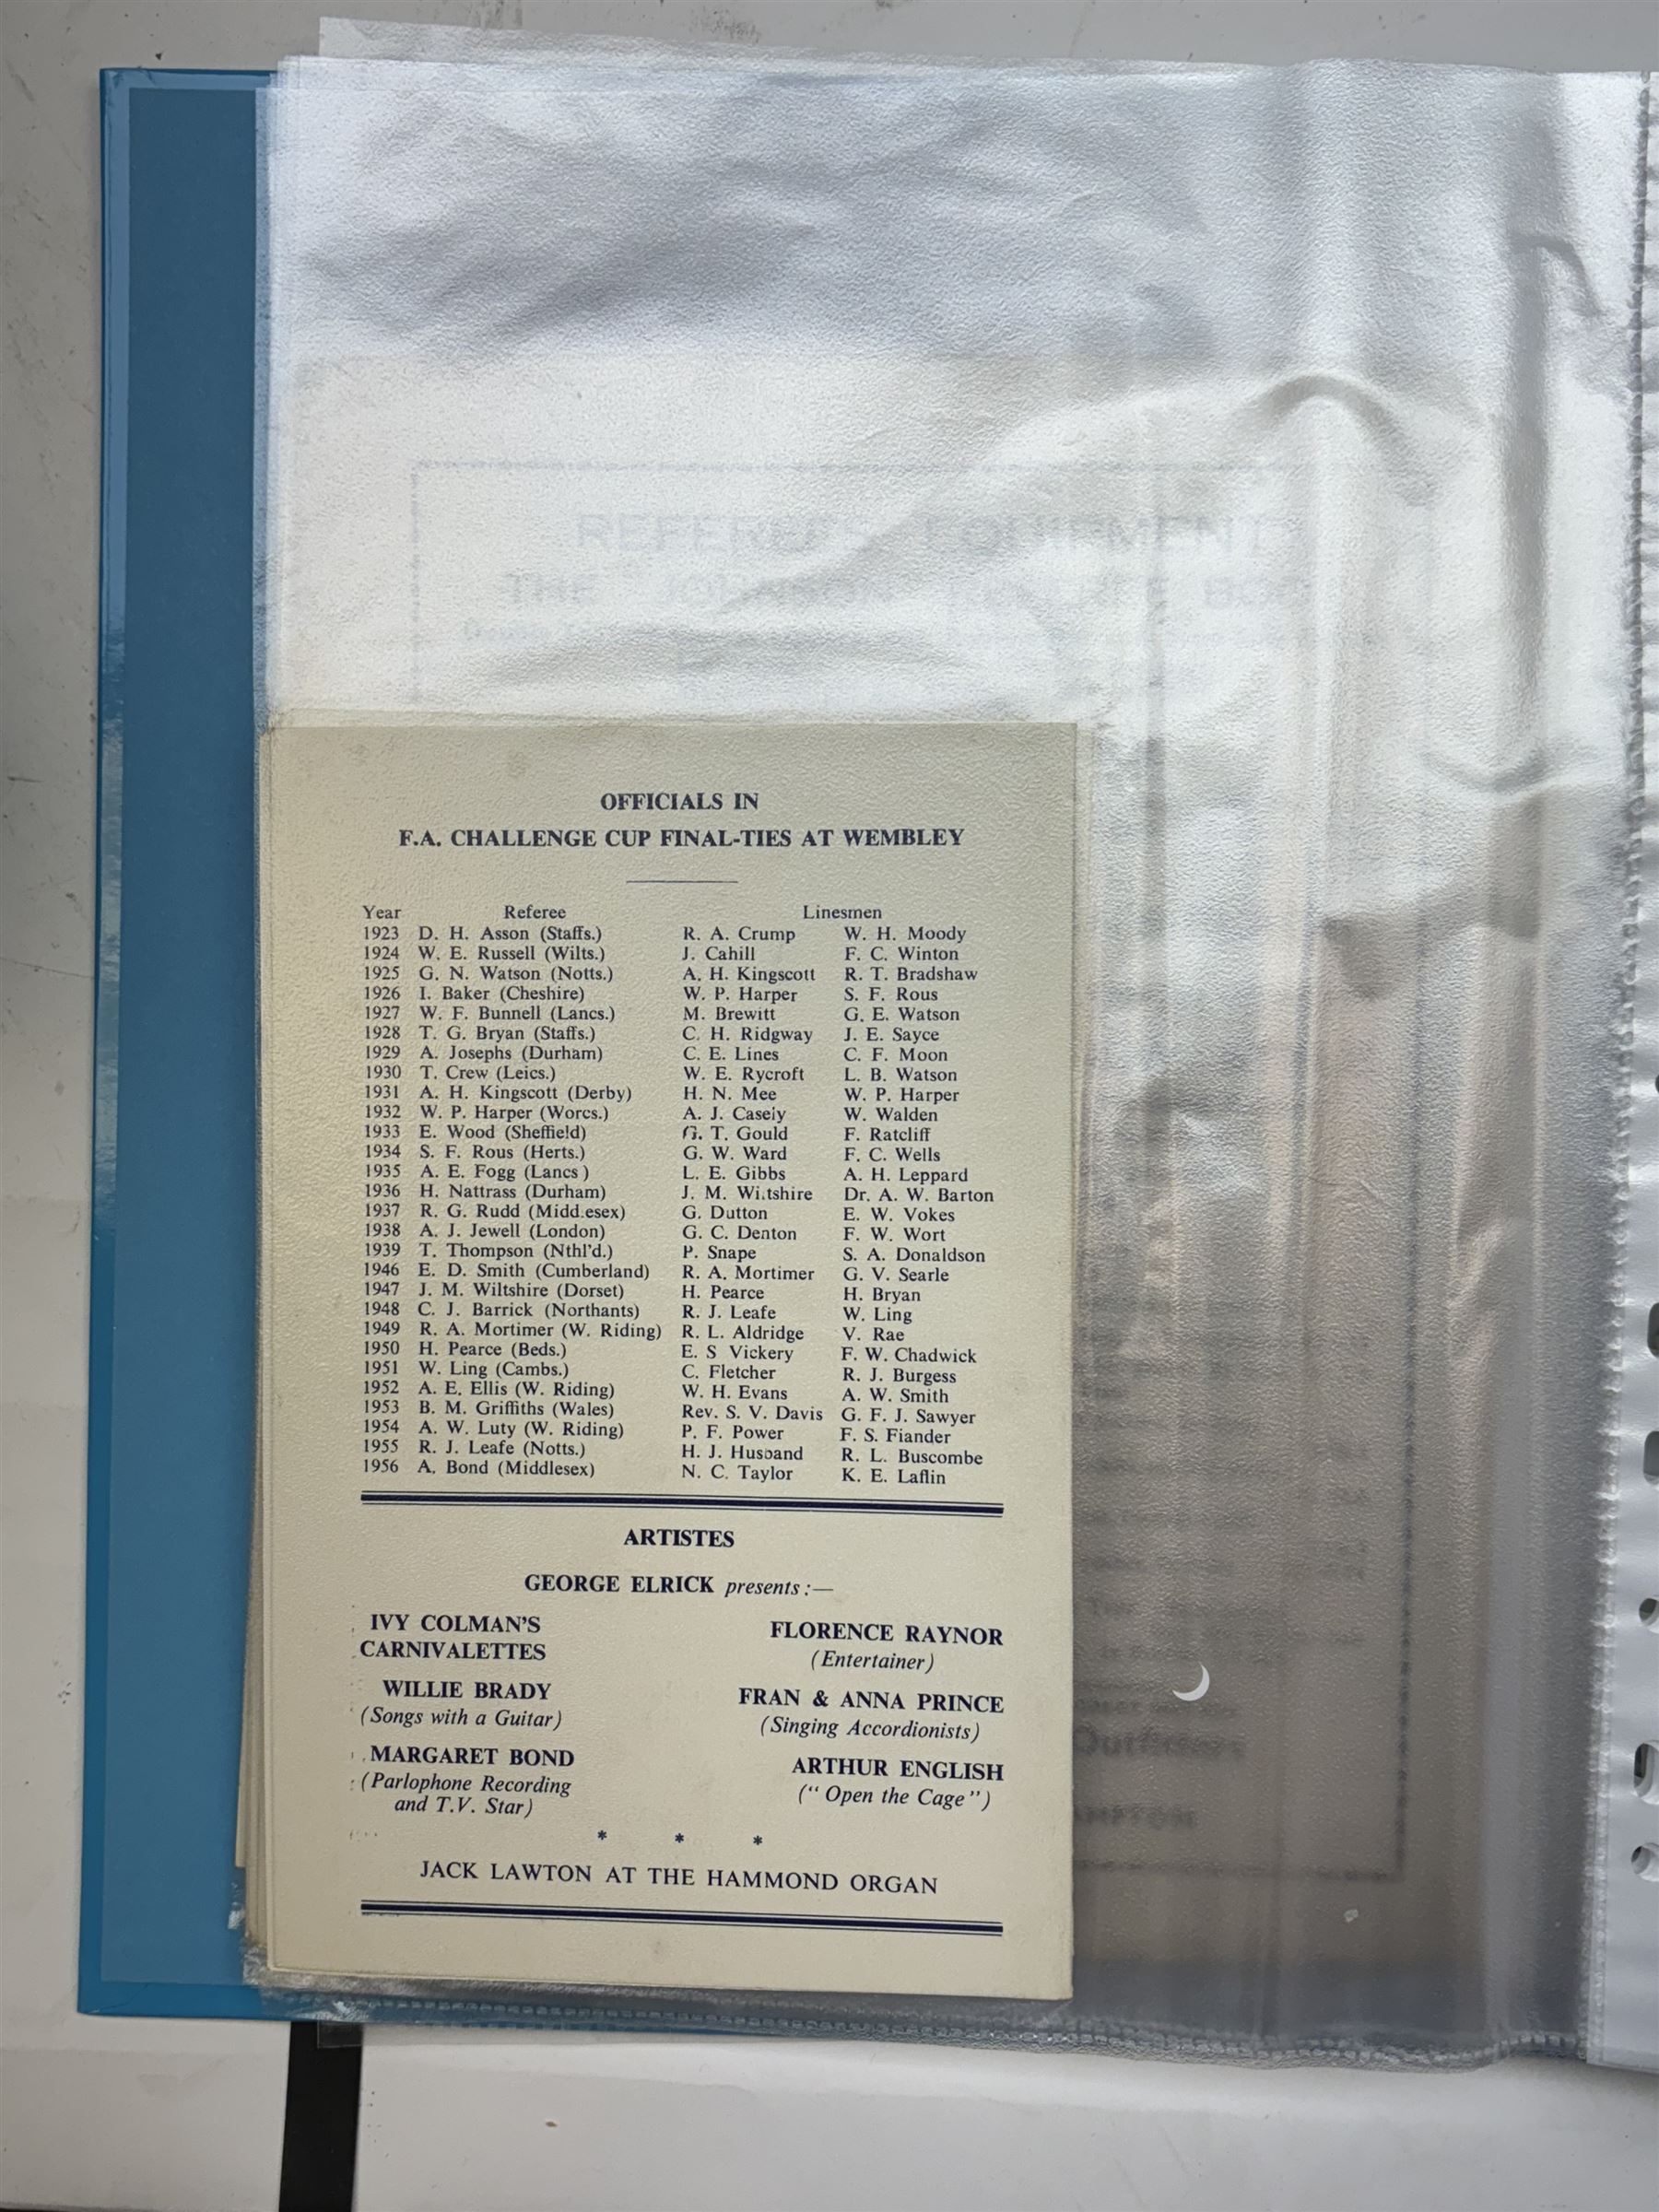 REFEREE'S EQUIPMENT
THE
OFFICIALS IN
F.A. CHALLENGE CUP FINAL-TIES AT WEMBLEY
Year Referee Linesmen
1923 D. H. Asson (Staffs.) R. A. Crump W. H. Moody
1924 W. E. Russell (Wilts.) J. Cahill F. C. Winton
1925 G. N. Watson (Notts.) A. H. Kingscott R. T. Bradshaw
1926 I. Baker (Cheshire) W. P. Harper S. F. Rous
1927 W. F. Bunnell (Lancs.) M. Brewitt G. E. Watson
1928 T. G. Bryan (Staffs.) C. H. Ridgway J. E. Sayce
1929 A. Josephs (Durham) C. E. Lines C. F. Moon
1930 T. Crew (Leics.) W. E. Rycroft L. B. Watson
1931 A. H. Kingscott (Derby) H. N. Mee W. P. Harper
1932 W. P. Harper (Worcs.) A. J. Casely W. Walden
1933 E. Wood (Sheffield) G. T. Gould F. Ratcliff
1934 S. F. Rous (Herts.) G. W. Ward F. C. Wells
1935 A. E. Fogg (Lancs ) L. E. Gibbs A. H. Leppard
1936 H. Nattrass (Durham) J. M. Wiltshire Dr. A. W. Barton
1937 R. G. Rudd (Middlesex) G. Dutton E. W. Vokes
1938 A. J. Jewell (London) G. C. Denton F. W. Wort
1939 T. Thompson (Nthl'd.) P. Snape S. A. Donaldson
1946 E. D. Smith (Cumberland) R. A. Mortimer G. V. Searle
1947 J. M. Wiltshire (Dorset) H. Pearce H. Bryan
1948 C. J. Barrick (Northants) R. J. Leafe W. Ling
1949 R. A. Mortimer (W. Riding) R. L. Aldridge V. Rae
1950 H. Pearce (Beds.) E. S Vickery F. W. Chadwick
1951 W. Ling (Cambs.) C. Fletcher R. J. Burgess
1952 A. E. Ellis (W. Riding) W. H. Evans A. W. Smith
1953 B. M. Griffiths (Wales) Rev. S. V. Davis G. F. J. Sawyer
1954 A. W. Luty (W. Riding) P. F. Power F. S. Fiander
1955 R. J. Leafe (Notts.) H. J. Husband R. L. Buscombe
1956 A. Bond (Middlesex) N. C. Taylor K. E. Laflin
ARTISTES
GEORGE ELRICK presents :—
IVY COLMAN'S
CARNIVALETTES
FLORENCE RAYNOR
(Entertainer)
WILLIE BRADY
(Songs with a Guitar)
FRAN & ANNA PRINCE
(Singing Accordionists)
MARGARET BOND
(Parlophone Recording
and T.V. Star)
ARTHUR ENGLISH
(“ Open the Cage ”)
* * *
JACK LAWTON AT THE HAMMOND ORGAN